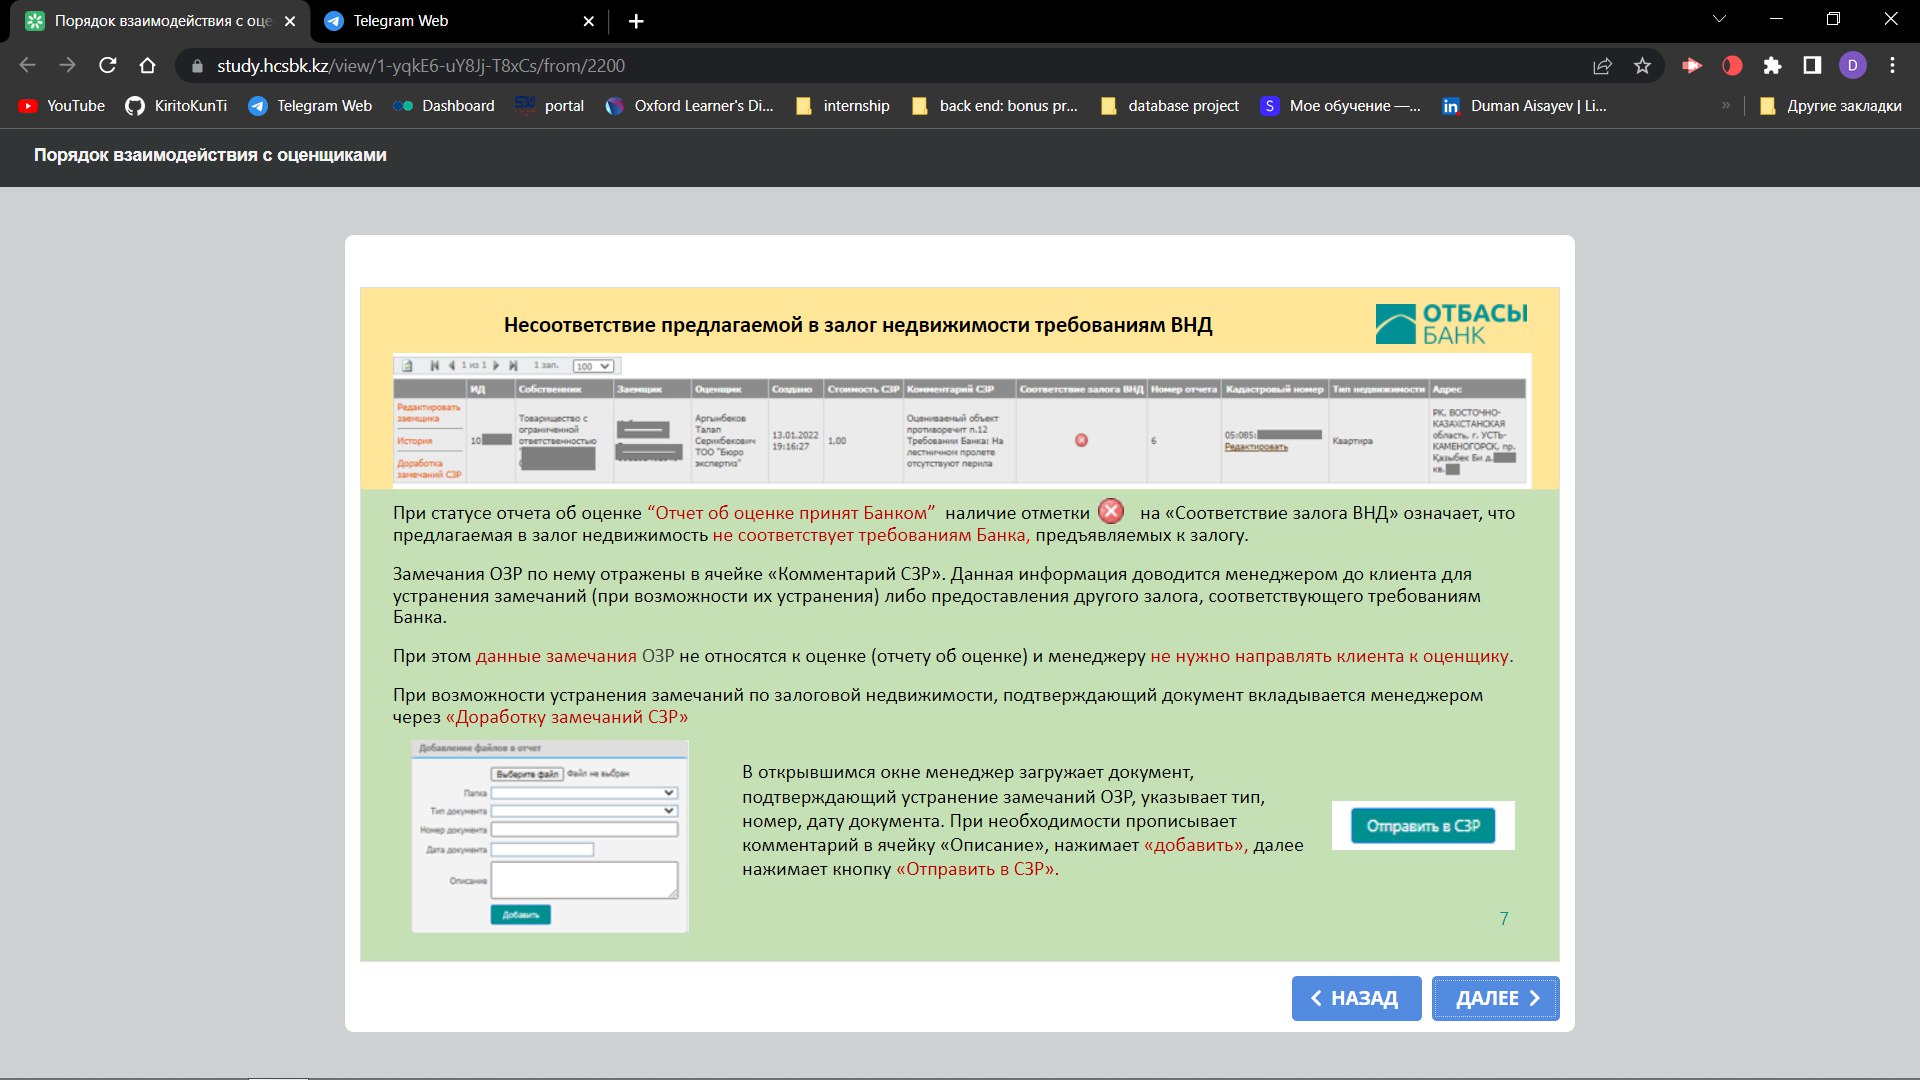 Порядок взаимодействия с оце
Telegram Web
study.hcsbk.kz/view/1-yqkE6-uY8Jj-T8xCs/from/2200
D
YouTube
KiritoKunTi
Telegram Web
Dashboard
portal
Oxford Learner's Di...
internship
back end: bonus pr...
database project
S
Мое обучение —...
in
Duman Aisayev | Li...
»
Другие закладки
Порядок взаимодействия с оценщиками
Несоответствие предлагаемой в залог недвижимости требованиям ВНД
ОТБАСЫ
БАНК
1 из 1
1 зап.
100
ИД Собственник Заемщик Оценщик Создано Стоимость СЗР Комментарий СЗР Соответствие залога ВНД Номер отчета Кадастровый номер Тип недвижимости Адрес
Редактировать
заемщика
История
Доработка
замечаний СЗР
10
Товарищество с
ограниченной
ответственностью
Аргынбеков
Талап
Серикбекович
ТОО "Бюро
экспертиз"
13.01.2022
19:16:27
1,00
Оцениваемый объект
противоречит п.12
Требовании Банка: На
лестничном пролете
отсутствуют перила
6
05:085:
Редактировать
Квартира
РК, ВОСТОЧНО-
КАЗАХСТАНСКАЯ
область, г. УСТЬ-
КАМЕНОГОРСК, пр.
Қазыбек Би д.
кв.
При статусе отчета об оценке “Отчет об оценке принят Банком” наличие отметки на «Соответствие залога ВНД» означает, что
предлагаемая в залог недвижимость не соответствует требованиям Банка, предъявляемых к залогу.
Замечания ОЗР по нему отражены в ячейке «Комментарий СЗР». Данная информация доводится менеджером до клиента для
устранения замечаний (при возможности их устранения) либо предоставления другого залога, соответствующего требованиям
Банка.
При этом данные замечания ОЗР не относятся к оценке (отчету об оценке) и менеджеру не нужно направлять клиента к оценщику.
При возможности устранения замечаний по залоговой недвижимости, подтверждающий документ вкладывается менеджером
через «Доработку замечаний СЗР»
Добавление файлов в отчет
Выберите файл Файл не выбран
Папка
Тип документа
Номер документа
Дата документа
Описание
Добавить
В открывшимся окне менеджер загружает документ,
подтверждающий устранение замечаний ОЗР, указывает тип,
номер, дату документа. При необходимости прописывает
комментарий в ячейку «Описание», нажимает «добавить», далее
нажимает кнопку «Отправить в СЗР».
Отправить в СЗР
7
НАЗАД
ДАЛЕЕ